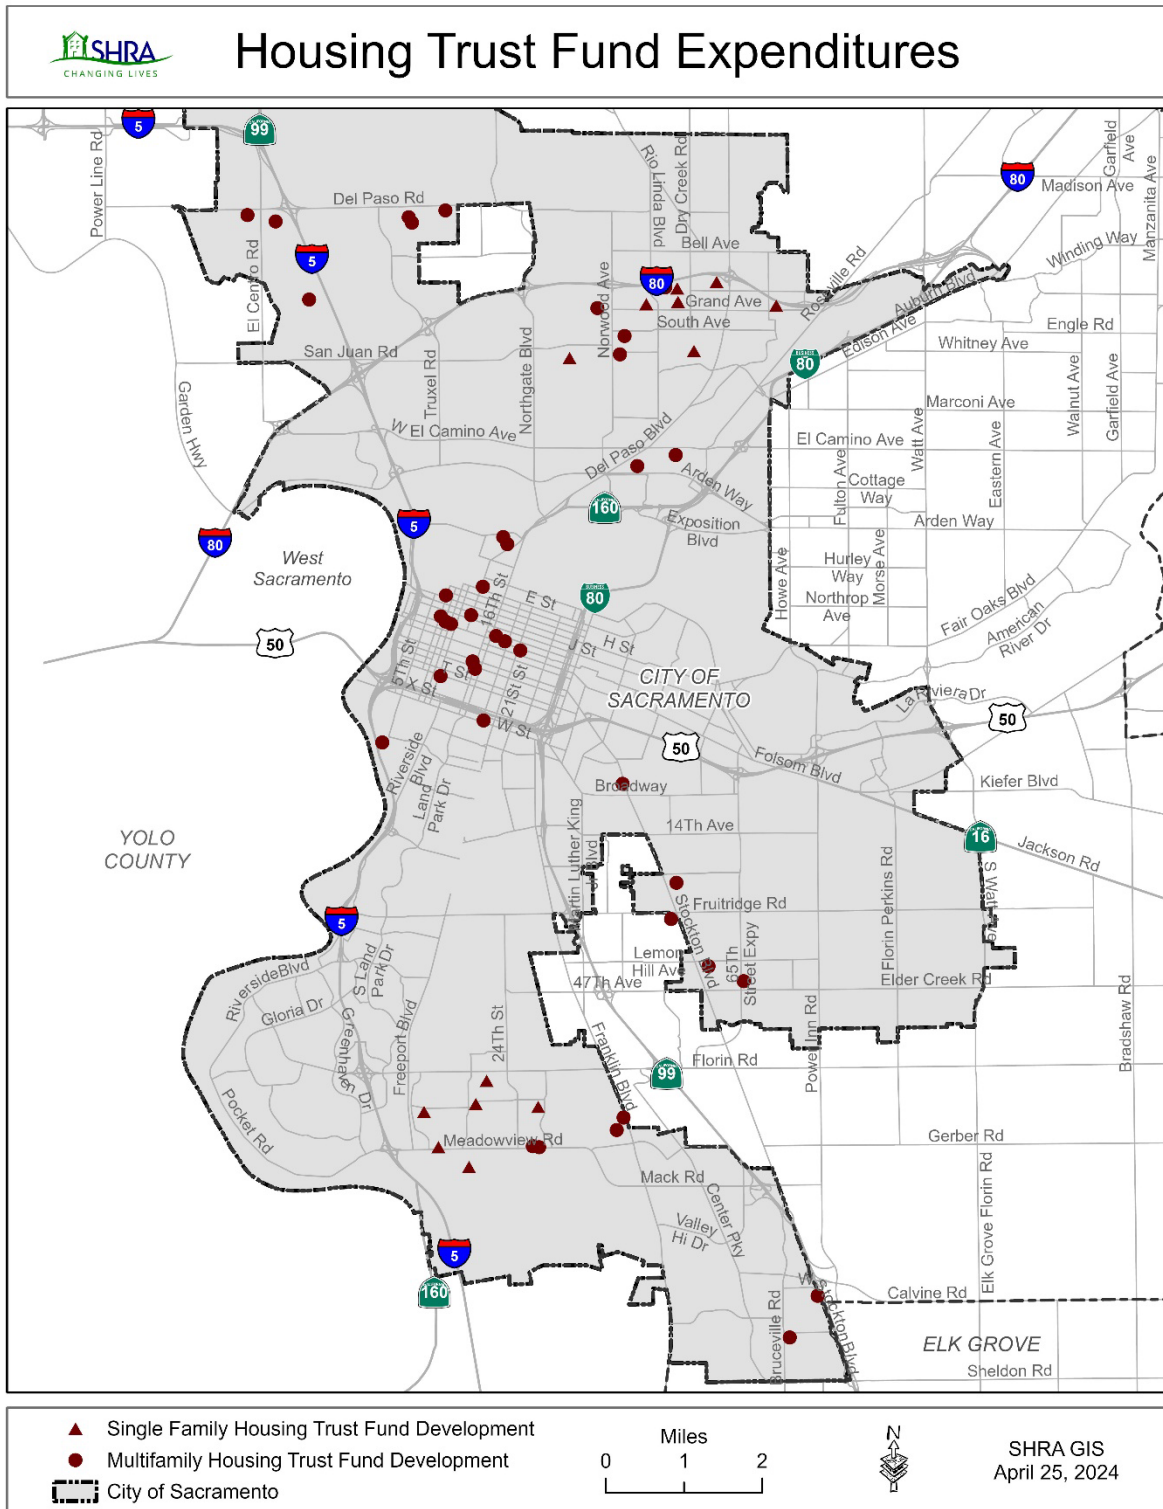 SHRA
CHANGING LIVES
Housing Trust Fund Expenditures
5
99
Power Line Rd
Del Paso Rd
Rio Linda Blvd
Dry Creek Rd
Garfield
Ave
Manzanita Ave
80
Madison Ave
Bell Ave
Winding Way
El Centro Rd
5
80
Roseville Rd
Auburn Blvd
Norwood Ave
Grand Ave
South Ave
Edison Ave
Engle Rd
Whitney Ave
San Juan Rd
Truxel Rd
Northgate Blvd
80
Walnut Ave
Garfield Ave
Garden Hwy
Marconi Ave
W El Camino Ave
Del Paso Blvd
El Camino Ave
Watt Ave
Eastern Ave
Fulton Ave
Cottage
Way
Arden Way
160
5
80
Exposition
Blvd
Arden Way
West
Sacramento
Howe Ave
Hurley
Way
Morse Ave
Northrop
Ave
Fair Oaks Blvd
American
River Dr
80
16Th St
E St
H St
J St
50
5Th St
T St
X St
21St St
W St
CITY OF
SACRAMENTO
La Riviera Dr
50
50
Folsom Blvd
Riverside
Blvd
Land
Park Dr
Broadway
Kiefer Blvd
14Th Ave
16
Jackson Rd
YOLO
COUNTY
Martin Luther King
Jr Blvd
Stockton Blvd
Fruitridge Rd
Florin Perkins Rd
S Watt Ave
5
Lemon
Hill Ave
47Th Ave
65Th
Street Expy
Elder Creek Rd
Riverside Blvd
S Land
Park Dr
Gloria Dr
Greenhaven Dr
Freeport Blvd
24Th St
Franklin Blvd
Power Inn Rd
Bradshaw Rd
Florin Rd
99
Pocket Rd
Meadowview Rd
Gerber Rd
Mack Rd
Center Pky
Valley
Hi Dr
Elk Grove Florin Rd
5
160
W Stockton Blvd
Calvine Rd
Bruceville Rd
ELK GROVE
Sheldon Rd
Single Family Housing Trust Fund Development
Multifamily Housing Trust Fund Development
City of Sacramento
Miles
0 1 2
N
SHRA GIS
April 25, 2024